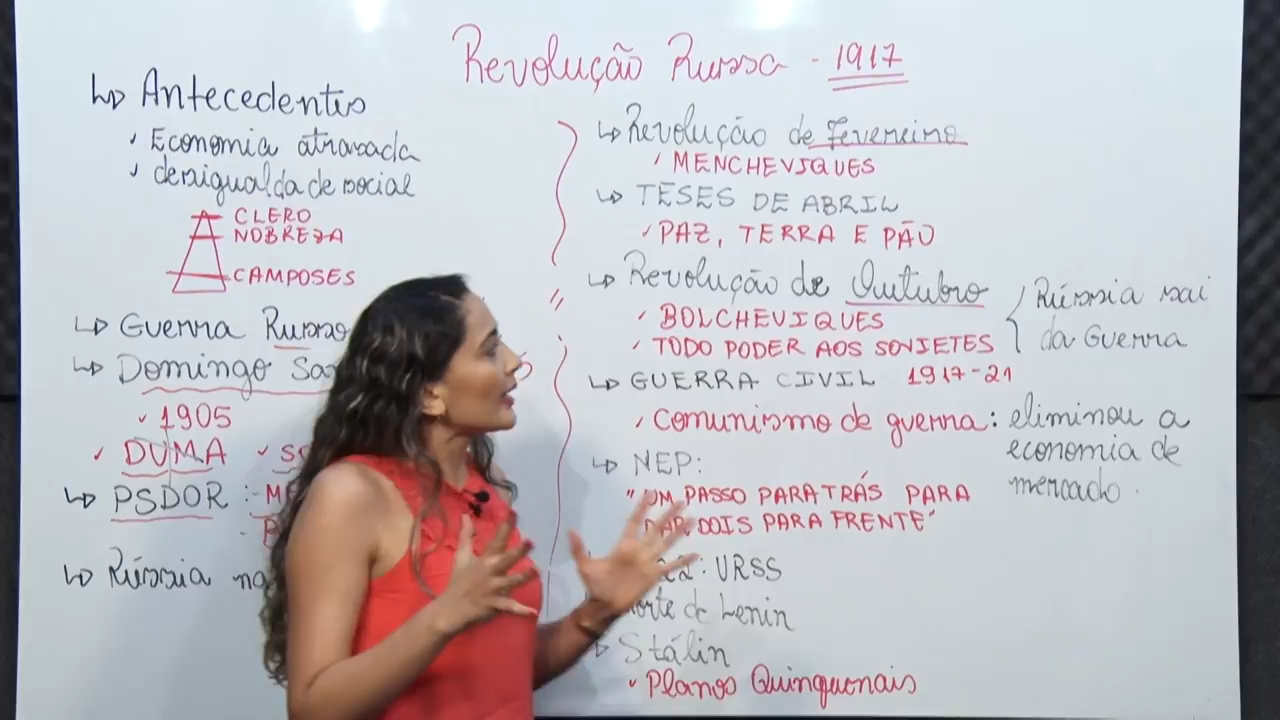 Revolução Russa - 1917
↳ Antecedentes
✓ Economia atrasada
✓ desigualdade social
CLERO
NOBREZA
CAMPOSES
↳ Guerra Russo
↳ Domingo
✓ 1905
✓ DUMA ✓
↳ PSDOR :-
-
↳ Rússia
↳ Revolução de fevereiro
✓ MENCHEVIQUES
↳ TESES DE ABRIL
✓ PAZ, TERRA E PÃO
↳ Revolução de Outubro
✓ BOLCHEVIQUES
✓ TODO PODER AOS SOVIETES
Rússia sai
da Guerra
↳ GUERRA CIVIL 1917-21
✓ Comunismo de guerra: eliminou a
economia de
mercado.
↳ NEP:
"UM PASSO PARA TRÁS PARA
DAR DOIS PARA FRENTE"
: URSS
de Lenin
Stálin
✓ Planos Quinquenais